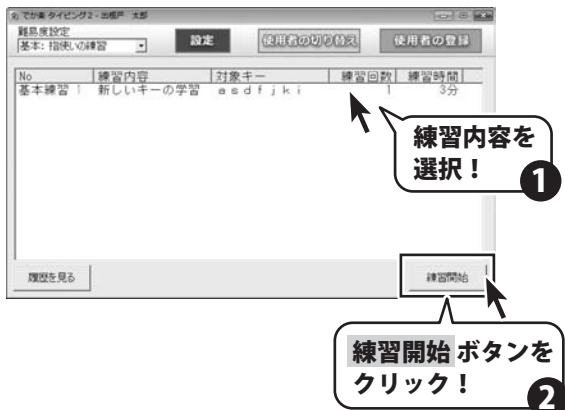 でか楽 タイピング2 - 出版戸 太郎
難易度設定
基本: 指使いの練習
設定
使用者の切り替え
使用者の登録
No 練習内容 対象キー 練習回数 練習時間
基本練習 1 新しいキーの学習 a s d f j k i 1 3分
練習内容を
選択！
1
履歴を見る
練習開始
練習開始 ボタンを
クリック！
2